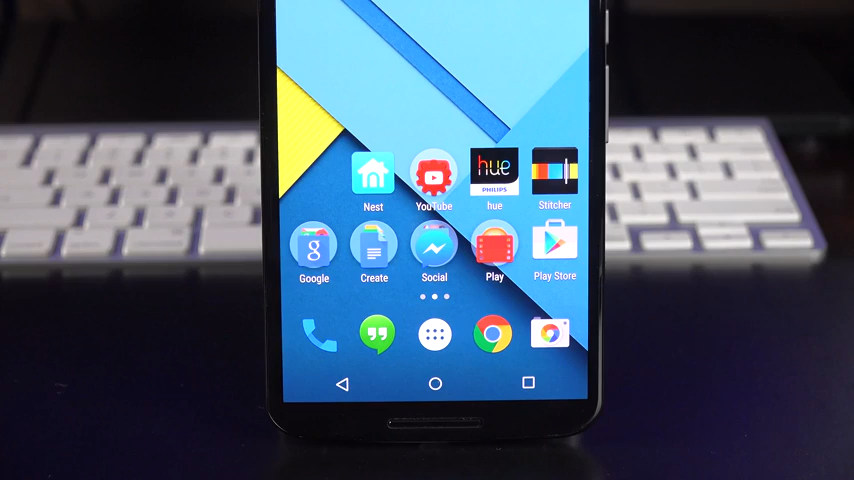 hue
PHILIPS
Nest
YouTube
hue
Stitcher
g
Google
Create
Social
Play
Play Store